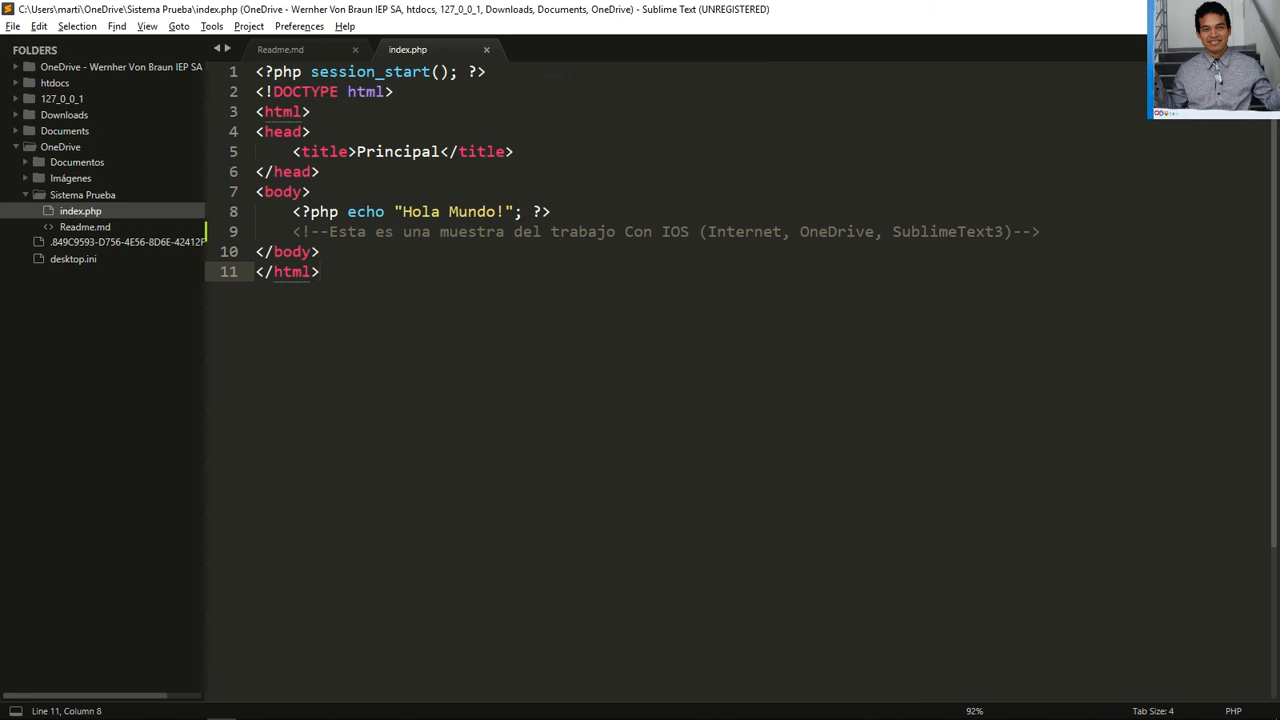 C:\Users\marti\OneDrive\Sistema Prueba\index.php (OneDrive - Wernher Von Braun IEP SA, htdocs, 127_0_0_1, Downloads, Documents, OneDrive) - Sublime Text (UNREGISTERED)
File Edit Selection Find View Goto Tools Project Preferences Help
FOLDERS
OneDrive - Wernher Von Braun IEP SA
htdocs
127_0_0_1
Downloads
Documents
OneDrive
Documentos
Imágenes
Sistema Prueba
index.php
Readme.md
.849C9593-D756-4E56-8D6E-42412F
desktop.ini
Readme.md index.php
1 <?php session_start(); ?>
2 <!DOCTYPE html>
3 <html>
4 <head>
5 <title>Principal</title>
6 </head>
7 <body>
8 <?php echo "Hola Mundo!"; ?>
9 <!--Esta es una muestra del trabajo Con IOS (Internet, OneDrive, SublimeText3)-->
10 </body>
11 </html>
Line 11, Column 8 92% Tab Size: 4 PHP